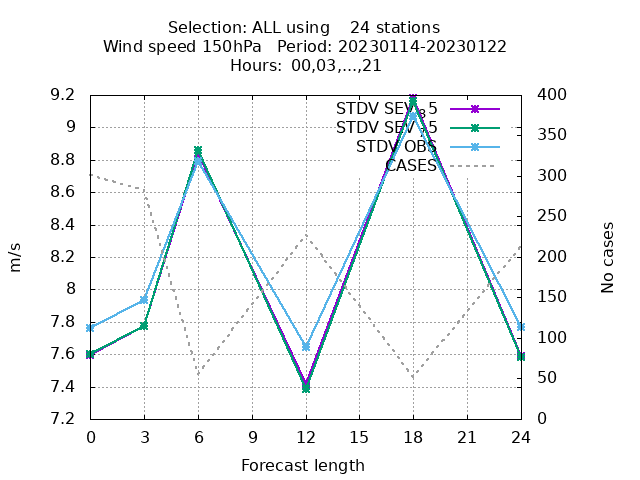 Selection: ALL using 24 stations
Wind speed 150hPa Period: 20230114-20230122
Hours: 00,03,...,21
STDV OBS
CASES
9.2
9
8.8
8.6
8.4
8.2
8
7.8
7.6
7.4
7.2
400
350
300
250
200
150
100
50
0
m/s
No cases
0 3 6 9 12 15 18 21 24
Forecast length